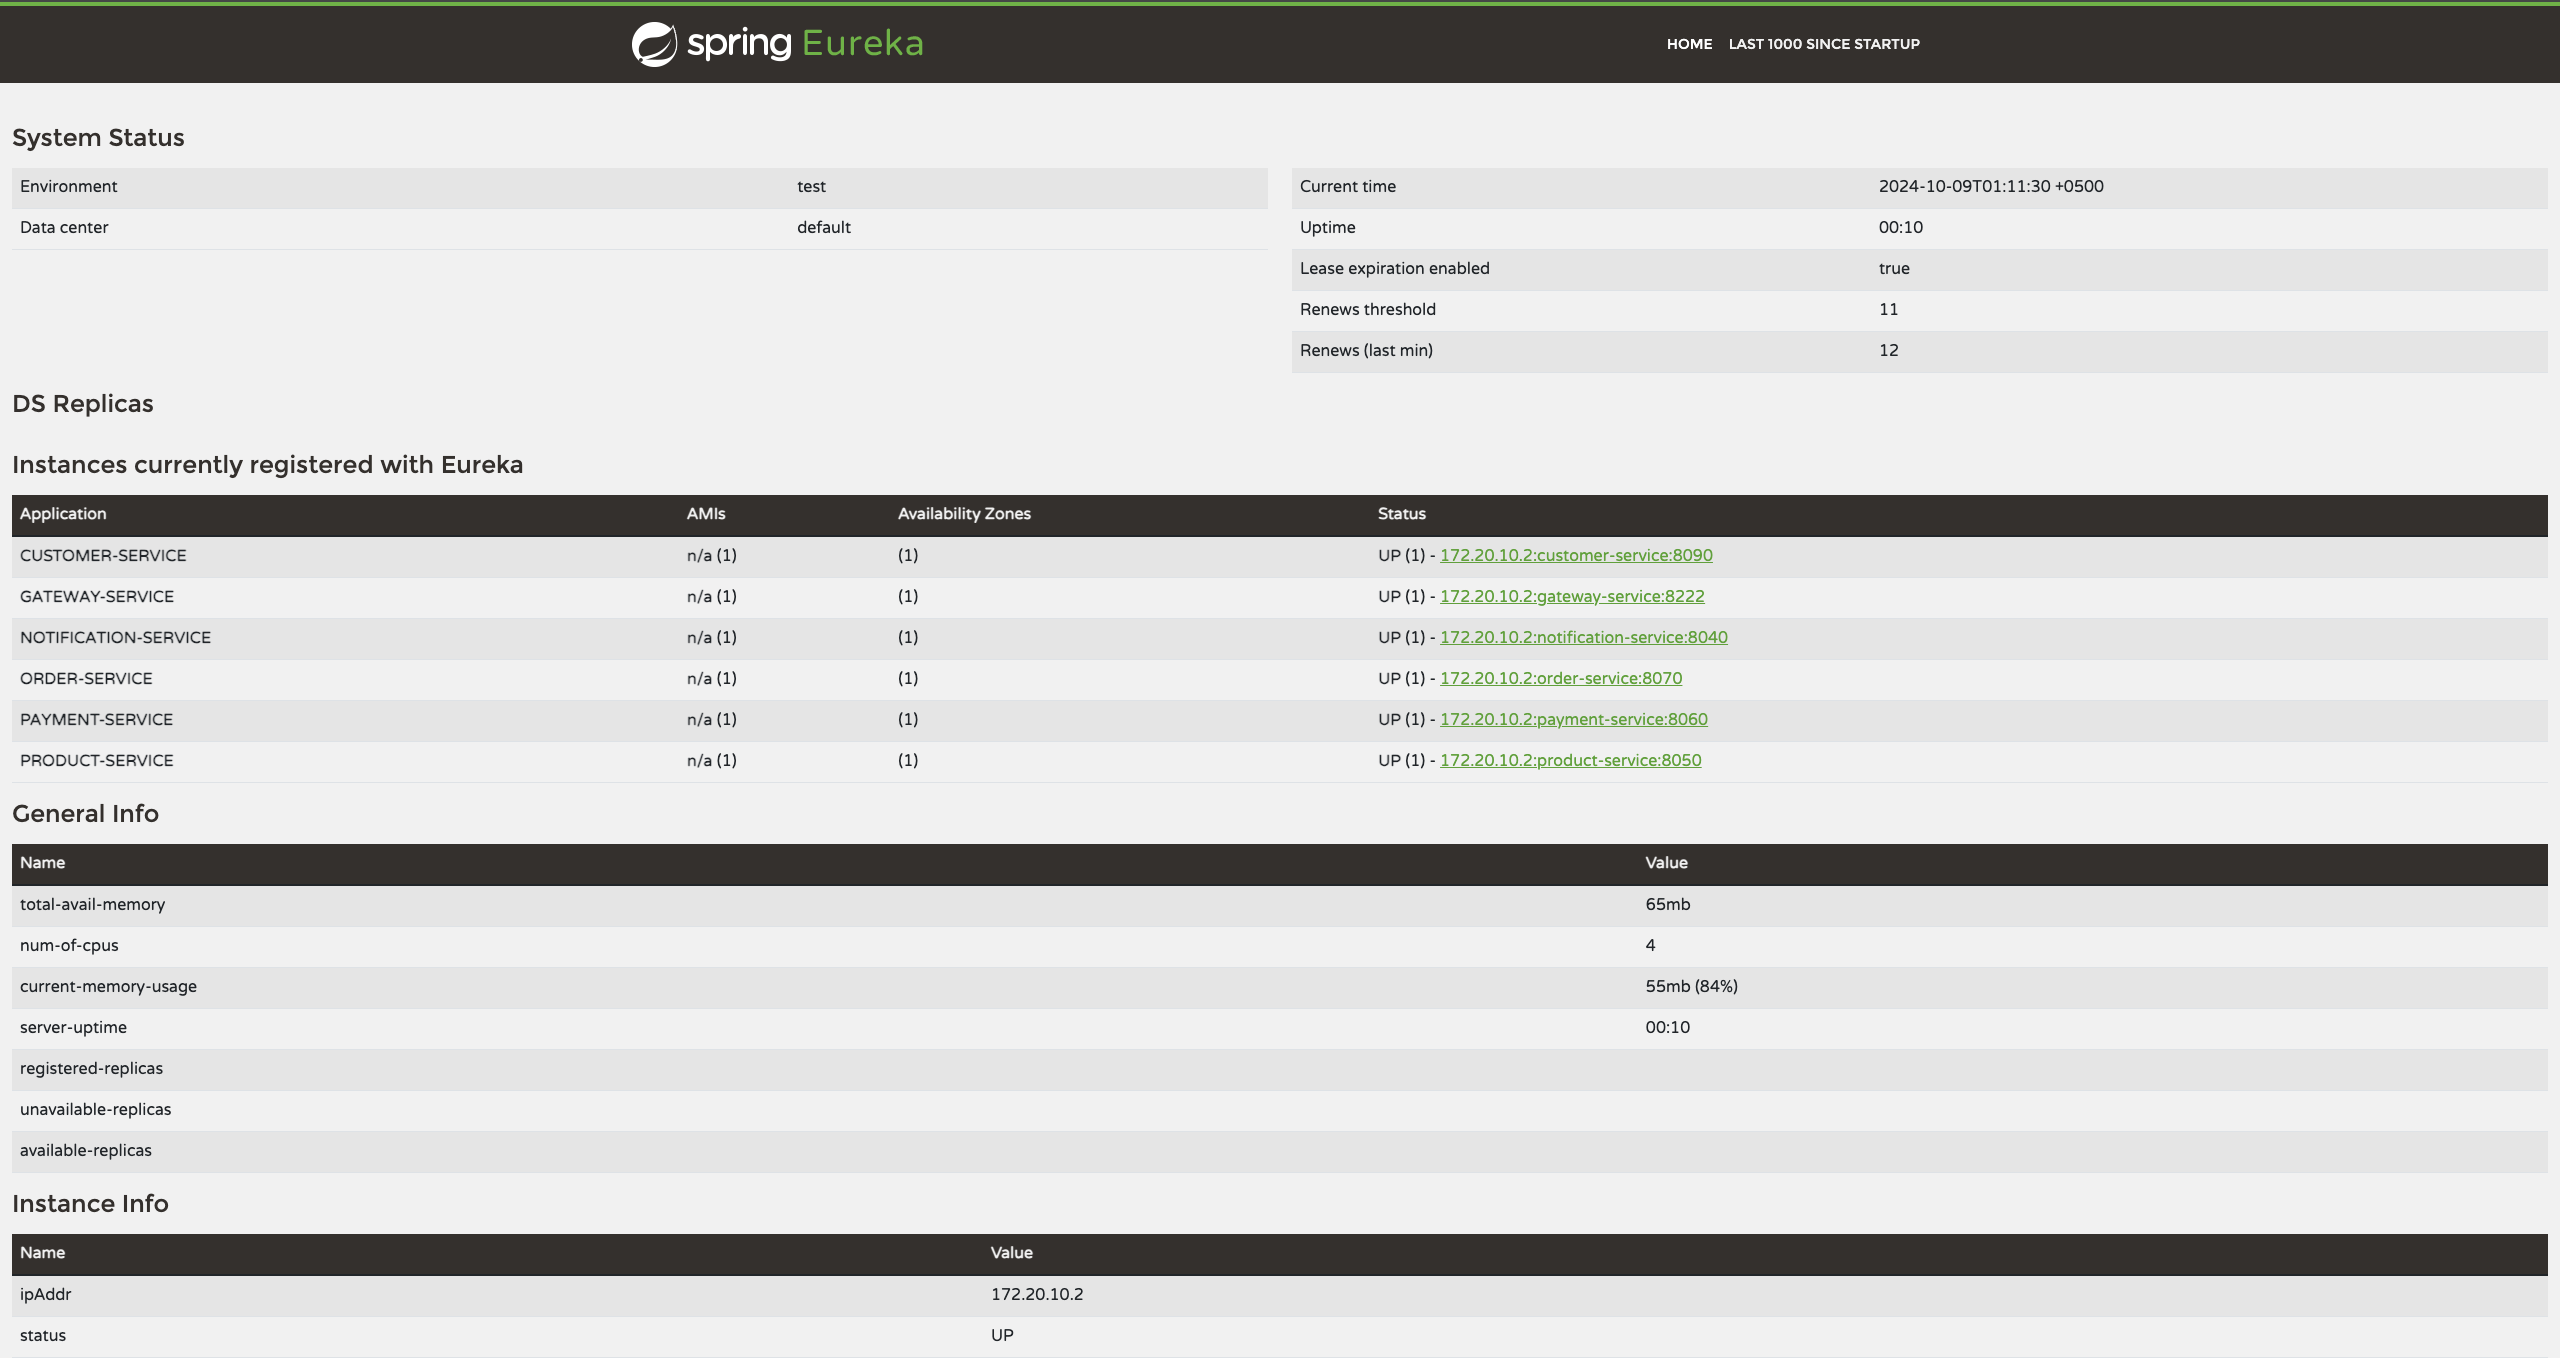 spring Eureka
HOME LAST 1000 SINCE STARTUP
System Status
Environment test
Data center default
Current time 2024-10-09T01:11:30 +0500
Uptime 00:10
Lease expiration enabled true
Renews threshold 11
Renews (last min) 12
DS Replicas
Instances currently registered with Eureka
Application AMIs Availability Zones Status
CUSTOMER-SERVICE n/a (1) (1) UP (1) - 172.20.10.2:customer-service:8090
GATEWAY-SERVICE n/a (1) (1) UP (1) - 172.20.10.2:gateway-service:8222
NOTIFICATION-SERVICE n/a (1) (1) UP (1) - 172.20.10.2:notification-service:8040
ORDER-SERVICE n/a (1) (1) UP (1) - 172.20.10.2:order-service:8070
PAYMENT-SERVICE n/a (1) (1) UP (1) - 172.20.10.2:payment-service:8060
PRODUCT-SERVICE n/a (1) (1) UP (1) - 172.20.10.2:product-service:8050
General Info
Name Value
total-avail-memory 65mb
num-of-cpus 4
current-memory-usage 55mb (84%)
server-uptime 00:10
registered-replicas
unavailable-replicas
available-replicas
Instance Info
Name Value
ipAddr 172.20.10.2
status UP